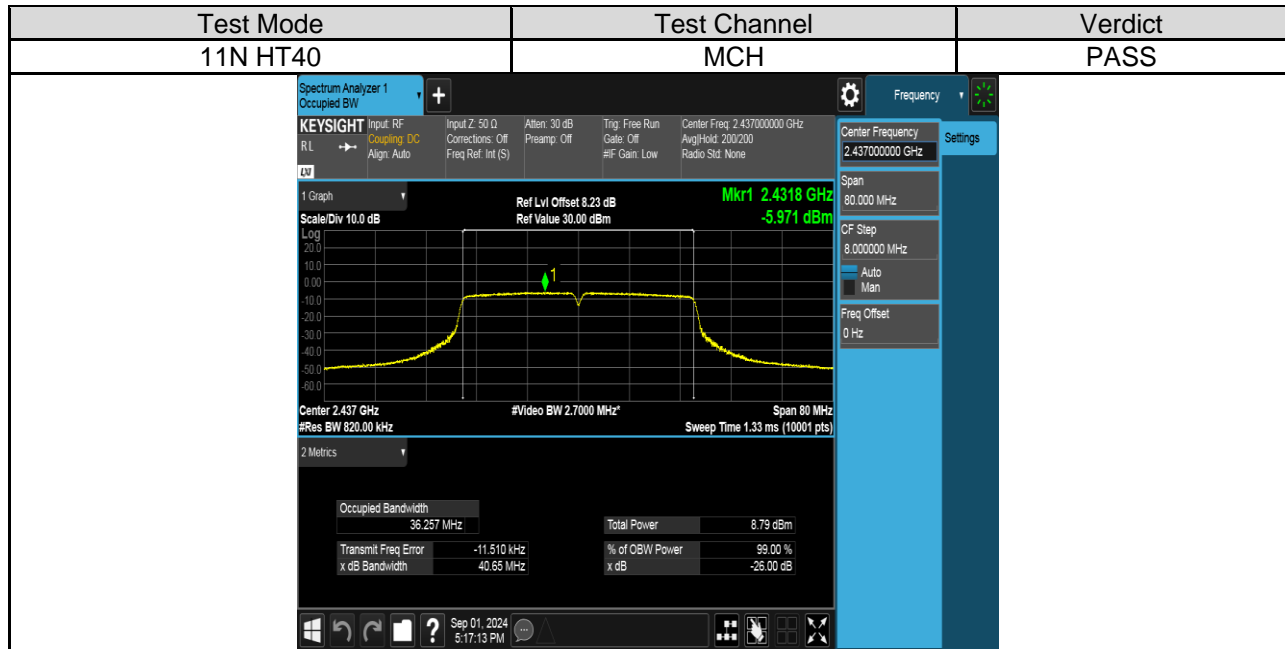 Test Mode Test Channel Verdict
11N HT40 MCH PASS
Spectrum Analyzer 1
Occupied BW
+
Frequency
KEYSIGHT
RL
LXI
Input: RF
Coupling: DC
Align: Auto
Input Z: 50 Ω
Corrections: Off
Freq Ref: Int (S)
Atten: 30 dB
Preamp: Off
Trig: Free Run
Gate: Off
#IF Gain: Low
Center Freq: 2.437000000 GHz
Avg|Hold: 200/200
Radio Std: None
Center Frequency
2.437000000 GHz
Settings
Span
80.000 MHz
CF Step
8.000000 MHz
Auto
Man
Freq Offset
0 Hz
1 Graph
Scale/Div 10.0 dB
Ref Lvl Offset 8.23 dB
Ref Value 30.00 dBm
Mkr1 2.4318 GHz
-5.971 dBm
Log
20.0
10.0
0.00
-10.0
-20.0
-30.0
-40.0
-50.0
-60.0
1
Center 2.437 GHz #Video BW 2.7000 MHz* Span 80 MHz
#Res BW 820.00 kHz Sweep Time 1.33 ms (10001 pts)
2 Metrics
Occupied Bandwidth
36.257 MHz
Total Power 8.79 dBm
Transmit Freq Error -11.510 kHz % of OBW Power 99.00 %
x dB Bandwidth 40.65 MHz x dB -26.00 dB
?
Sep 01, 2024
5:17:13 PM